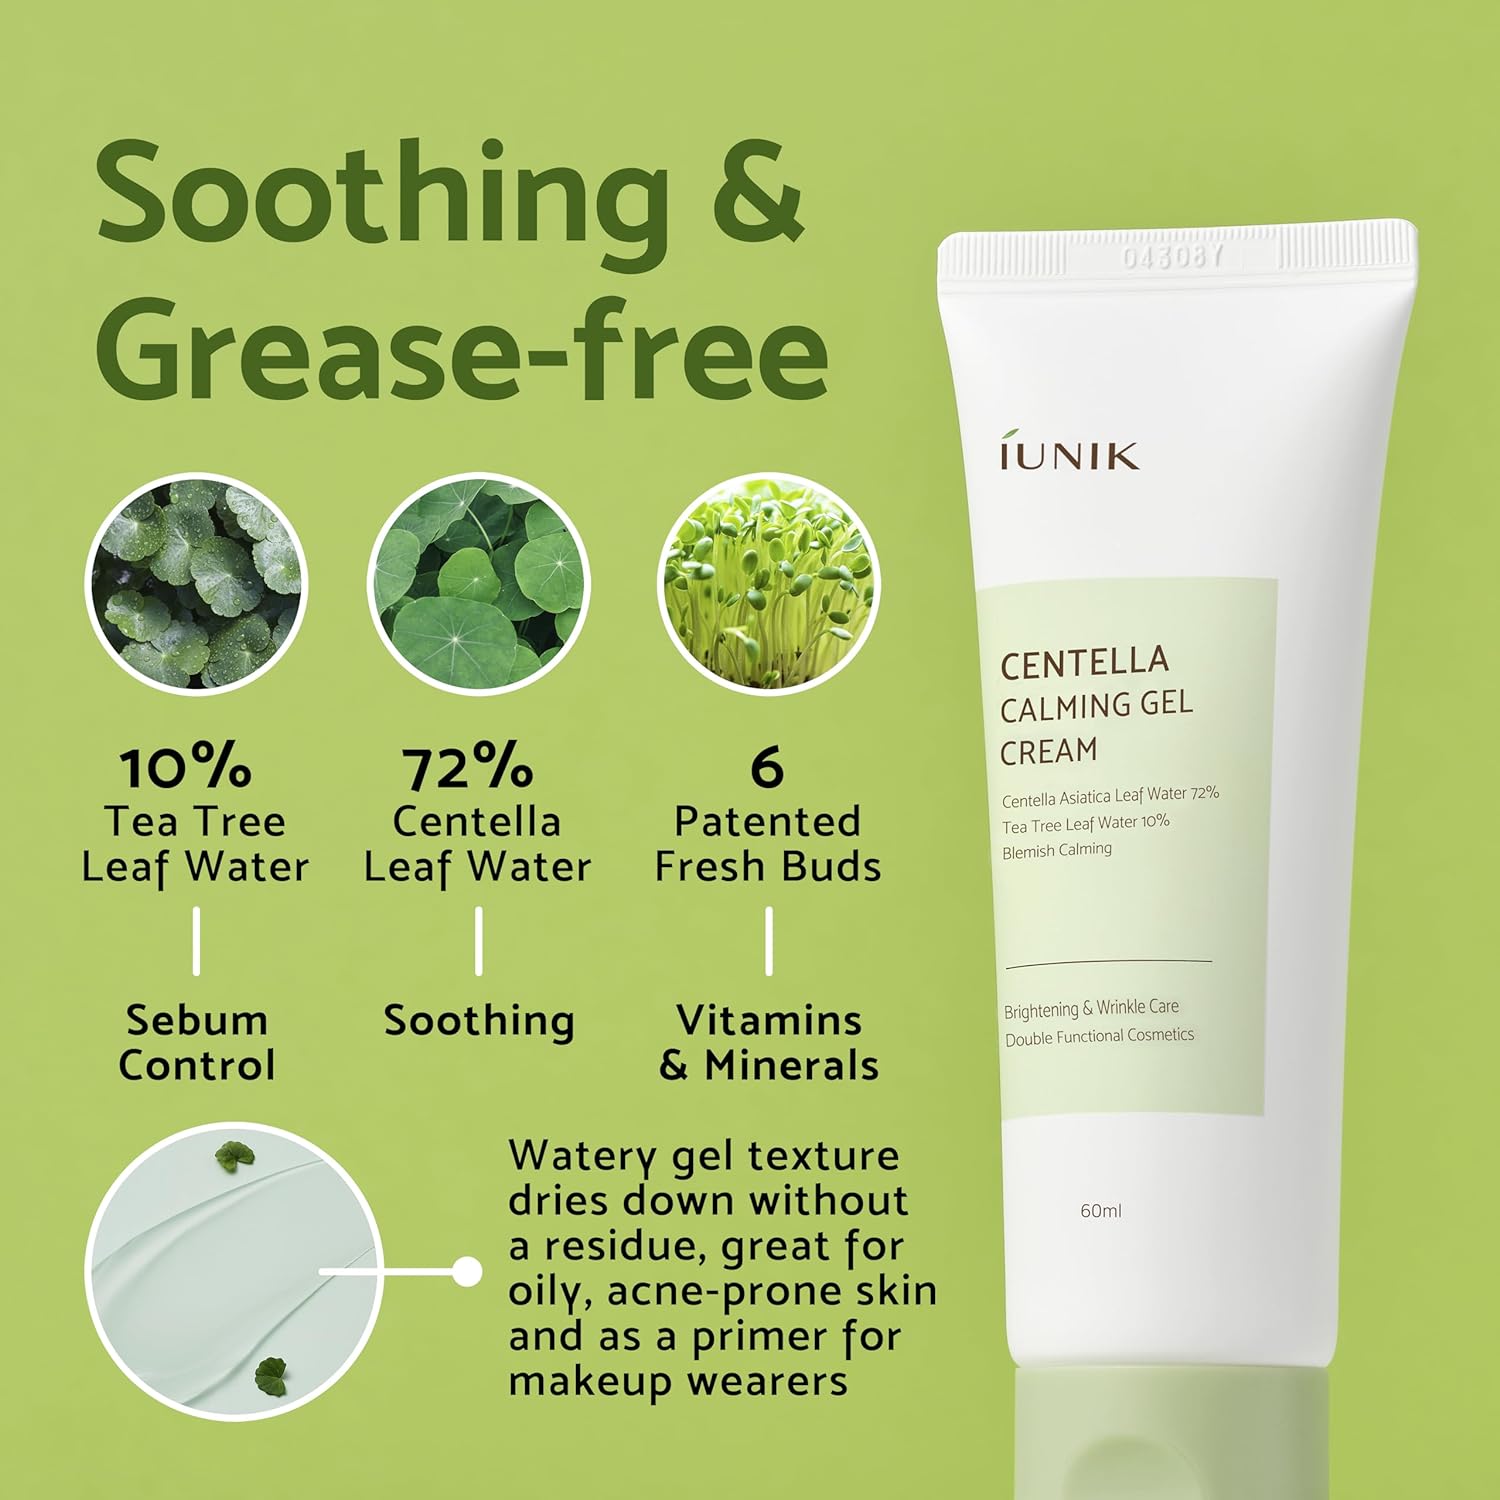 Soothing &
Grease-free
10%
Tea Tree
Leaf Water
Sebum
Control
72%
Centella
Leaf Water
Soothing
6
Patented
Fresh Buds
Vitamins
& Minerals
Watery gel texture
dries down without
a residue, great for
oily, acne-prone skin
and as a primer for
makeup wearers
04308Y
íUNIK
CENTELLA
CALMING GEL
CREAM
Centella Asiatica Leaf Water 72%
Tea Tree Leaf Water 10%
Blemish Calming
Brightening & Wrinkle Care
Double Functional Cosmetics
60ml